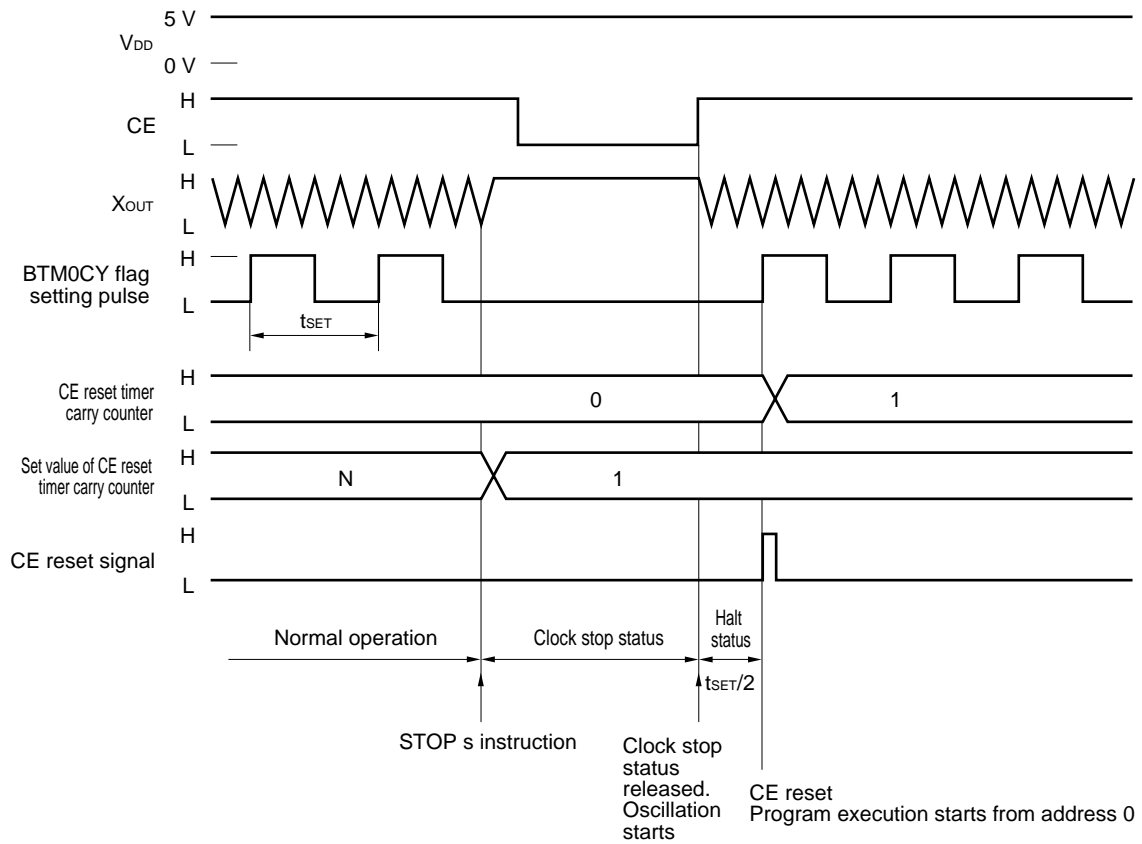 5 V
VDD
0 V
H
CE
L
H
XOUT
L
H
BTM0CY flag
setting pulse
L
tSET
H
CE reset timer
carry counter
0
1
L
H
Set value of CE reset
timer carry counter
N
1
L
H
CE reset signal
L
Normal operation
Clock stop status
Halt
status
tSET/2
STOP s instruction
Clock stop
status
released.
Oscillation
starts
CE reset
Program execution starts from address 0